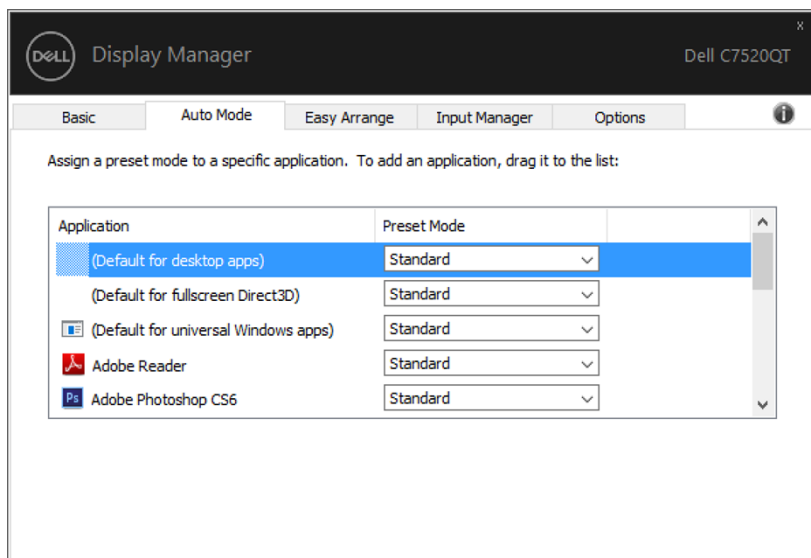 x
DELL Display Manager Dell C7520QT
Basic Auto Mode Easy Arrange Input Manager Options i
Assign a preset mode to a specific application. To add an application, drag it to the list:
Application Preset Mode
(Default for desktop apps) Standard
(Default for fullscreen Direct3D) Standard
(Default for universal Windows apps) Standard
Adobe Reader Standard
Ps Adobe Photoshop CS6 Standard